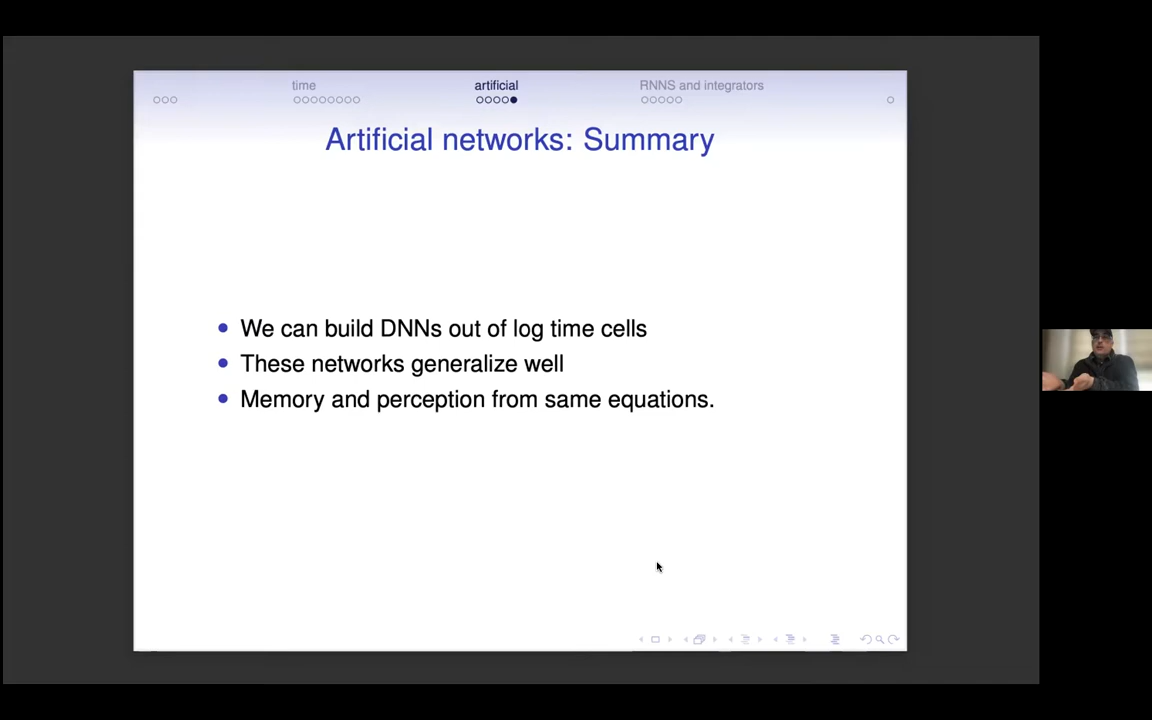 time artificial RNNS and integrators
Artificial networks: Summary
We can build DNNs out of log time cells
These networks generalize well
Memory and perception from same equations.